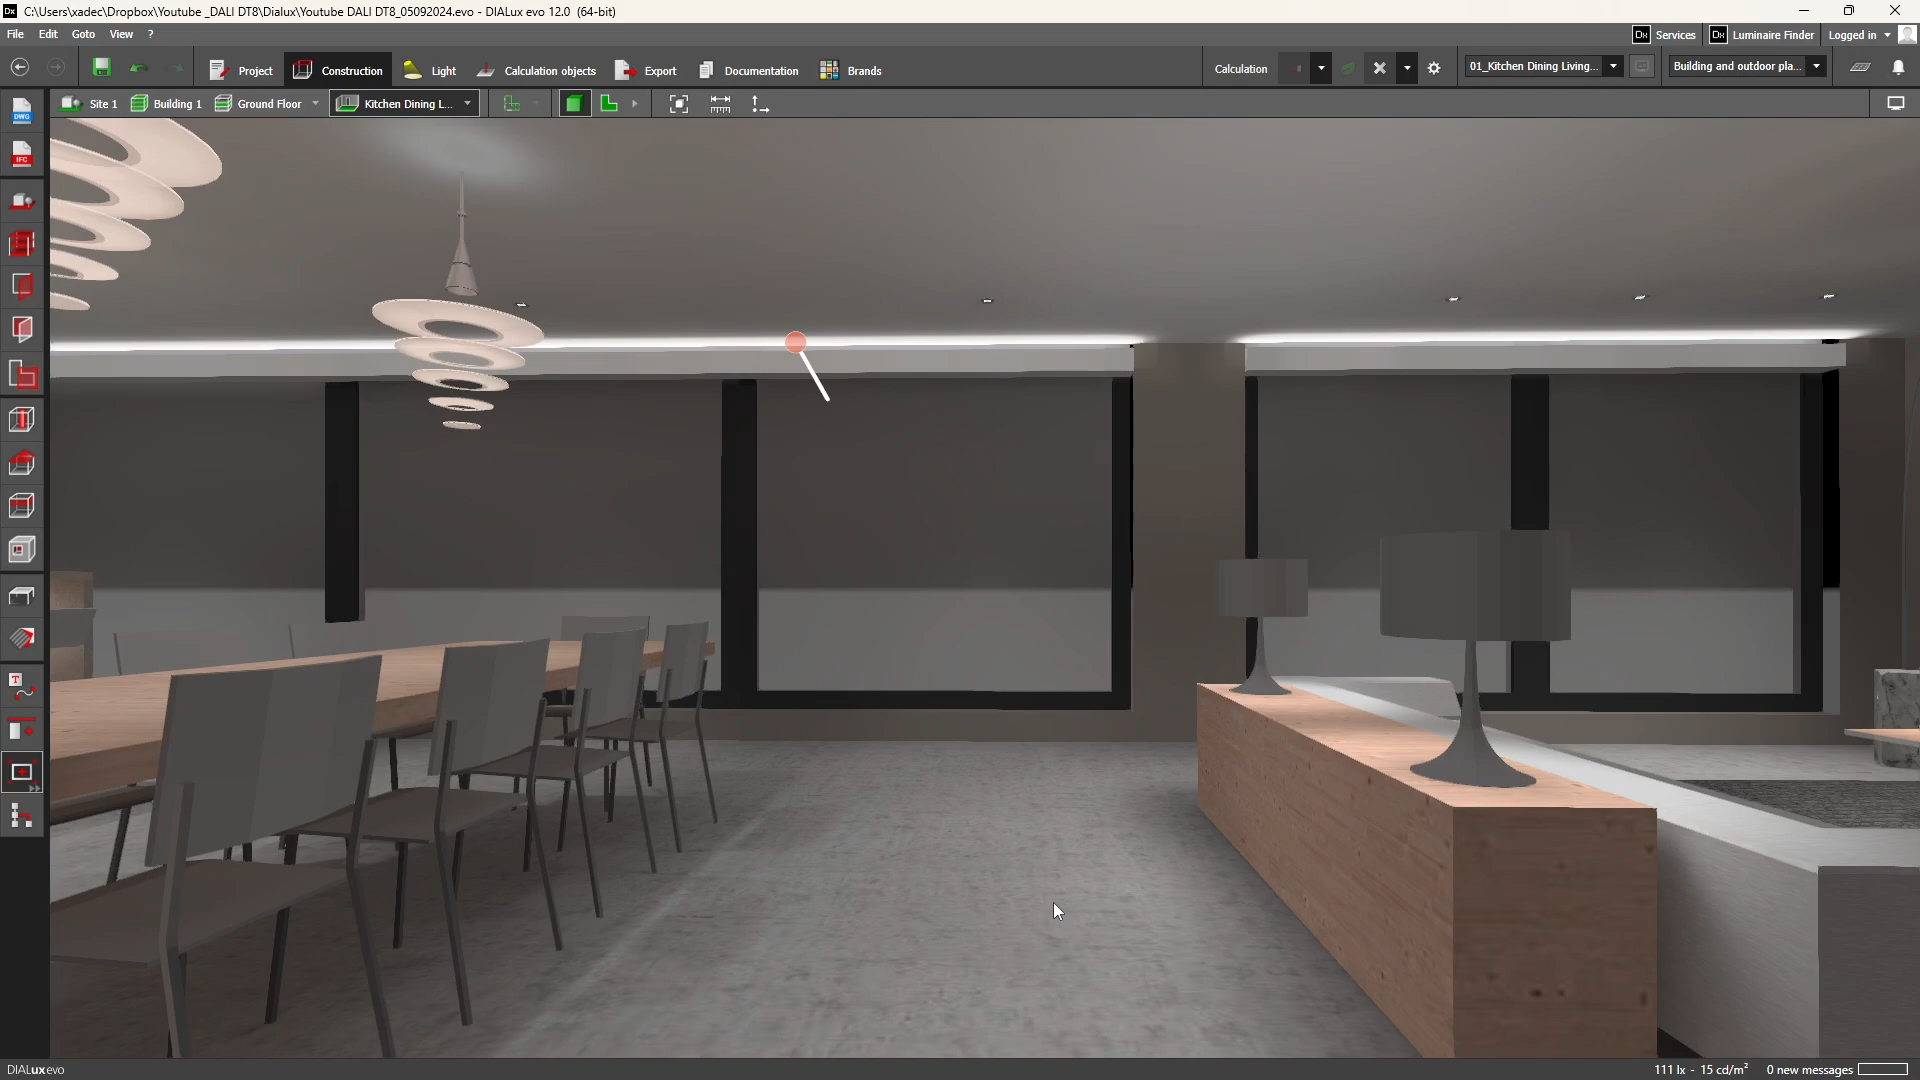 C:\Users\xadec\Dropbox\Youtube _DALI DT8\Dialux\Youtube DALI DT8_05092024.evo - DIALux evo 12.0 (64-bit)
File Edit Goto View ? Services Luminaire Finder Logged in
Project Construction Light Calculation objects Export Documentation Brands Calculation 01_Kitchen Dining Living... Building and outdoor pla...
Site 1 Building 1 Ground Floor Kitchen Dining L...
DWG
IFC
T
DIALux evo 111 lx - 15 cd/m² 0 new messages